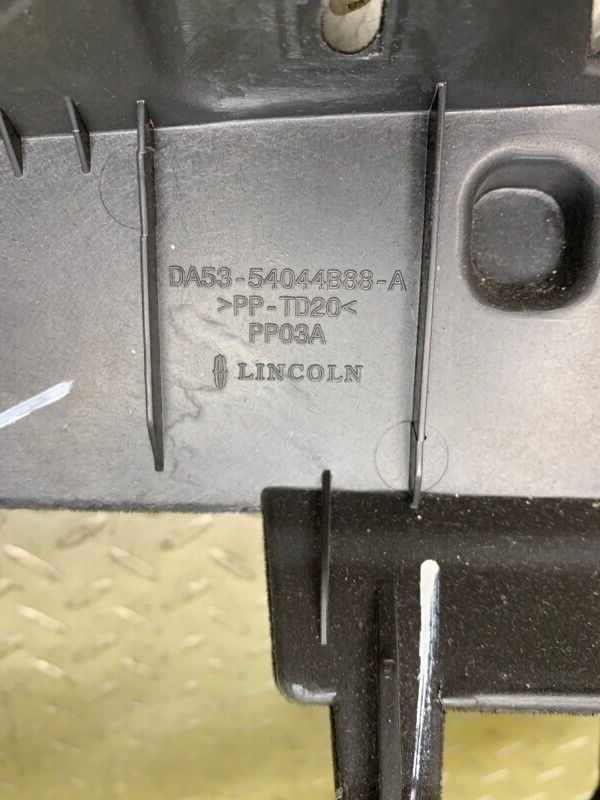 DA53-54044B88-A
>PP-TD20<
PP03A
LINCOLN